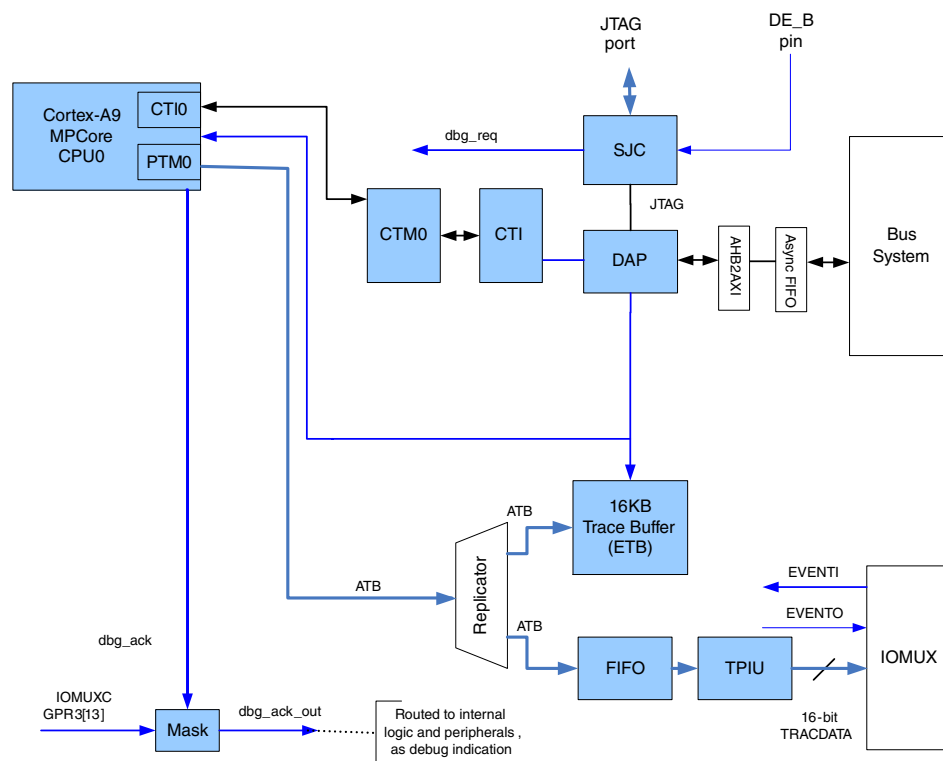 JTAG
port
DE_B
pin
Cortex-A9
MPCore
CPU0
CTI0
PTM0
dbg_req
SJC
JTAG
CTM0
CTI
DAP
AHB2AXI
Async FIFO
Bus
System
16KB
Trace Buffer
(ETB)
ATB
Replicator
ATB
ATB
EVENTI
EVENTO
IOMUX
FIFO
TPIU
16-bit
TRACDATA
dbg_ack
IOMUXC
GPR3[13]
Mask
dbg_ack_out
Routed to internal
logic and peripherals ,
as debug indication